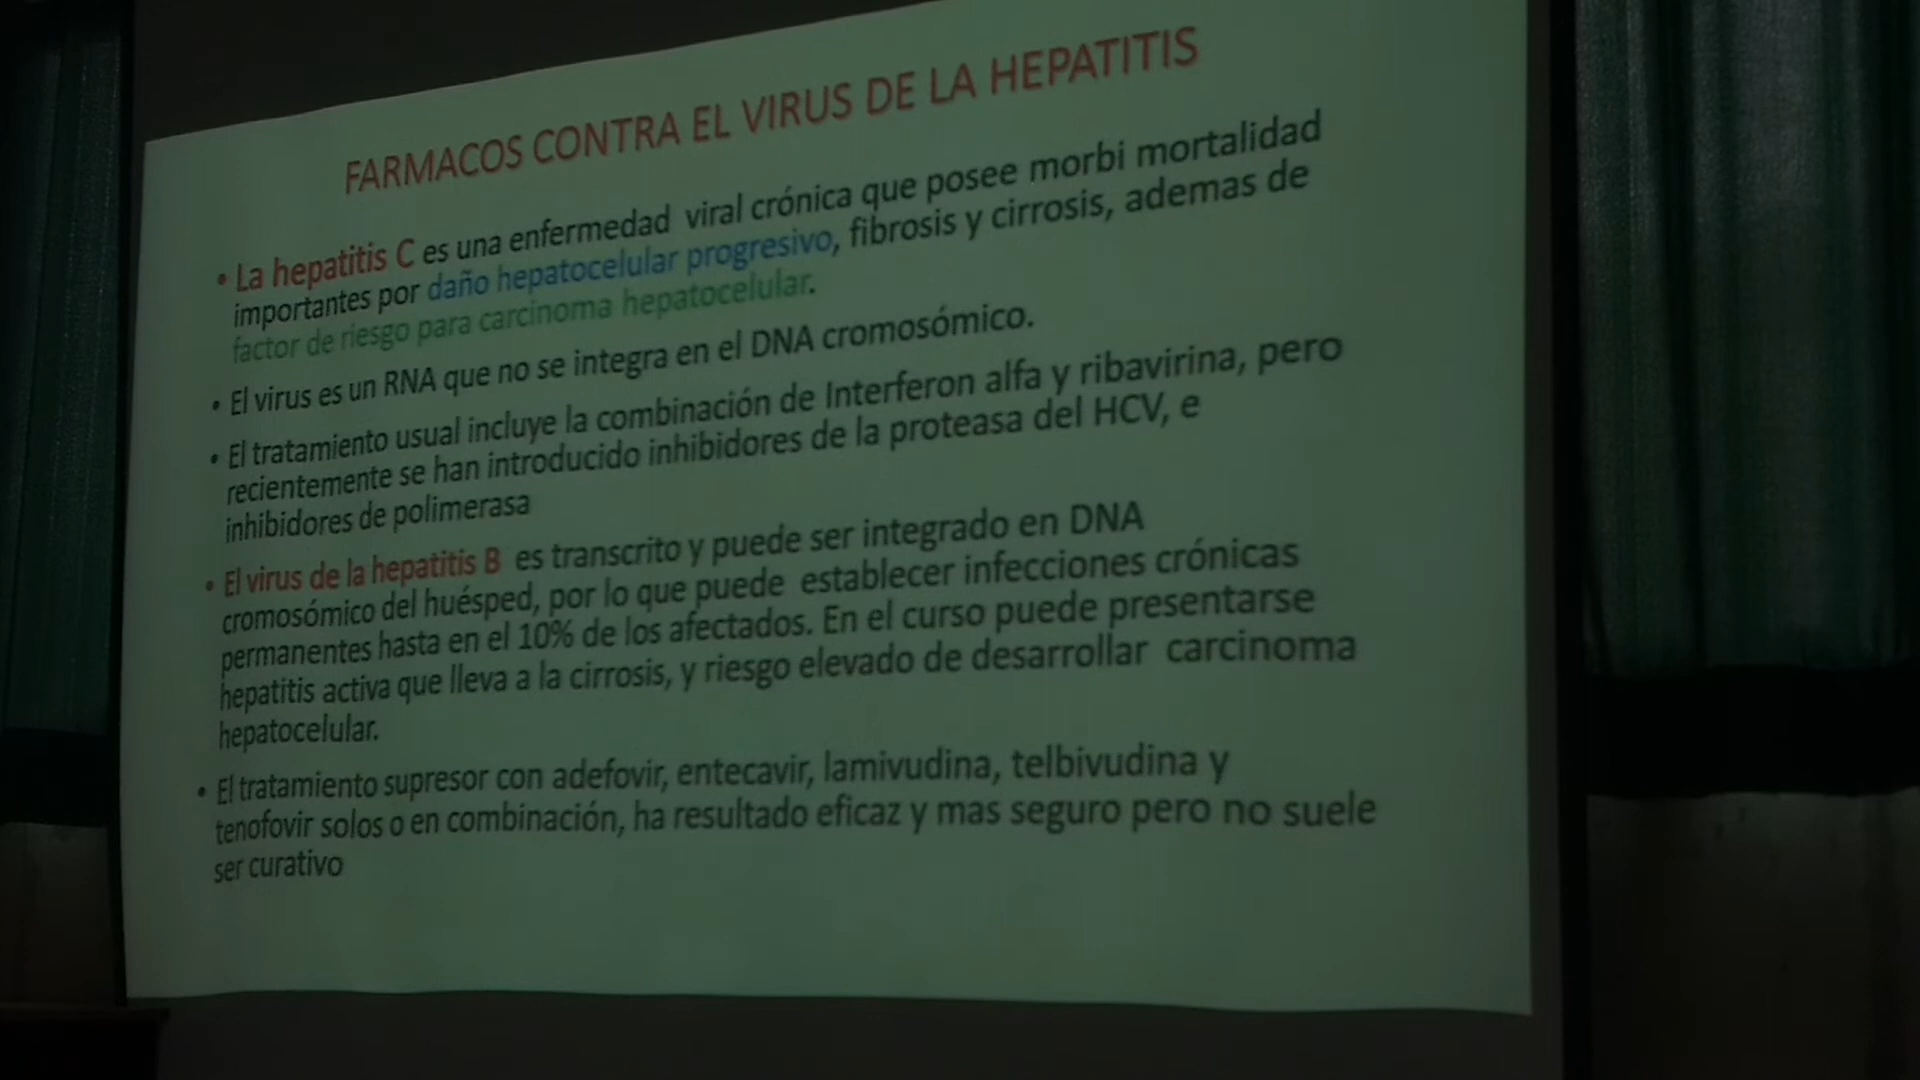 FARMACOS CONTRA EL VIRUS DE LA HEPATITIS
• La hepatitis C es una enfermedad viral crónica que posee morbi mortalidad
importantes por daño hepatocelular progresivo, fibrosis y cirrosis, ademas de
factor de riesgo para carcinoma hepatocelular.
• El virus es un RNA que no se integra en el DNA cromosómico.
• El tratamiento usual incluye la combinación de Interferon alfa y ribavirina, pero
recientemente se han introducido inhibidores de la proteasa del HCV, e
inhibidores de polimerasa
• El virus de la hepatitis B es transcrito y puede ser integrado en DNA
cromosómico del huésped, por lo que puede establecer infecciones crónicas
permanentes hasta en el 10% de los afectados. En el curso puede presentarse
hepatitis activa que lleva a la cirrosis, y riesgo elevado de desarrollar carcinoma
hepatocelular.
• El tratamiento supresor con adefovir, entecavir, lamivudina, telbivudina y
tenofovir solos o en combinación, ha resultado eficaz y mas seguro pero no suele
ser curativo